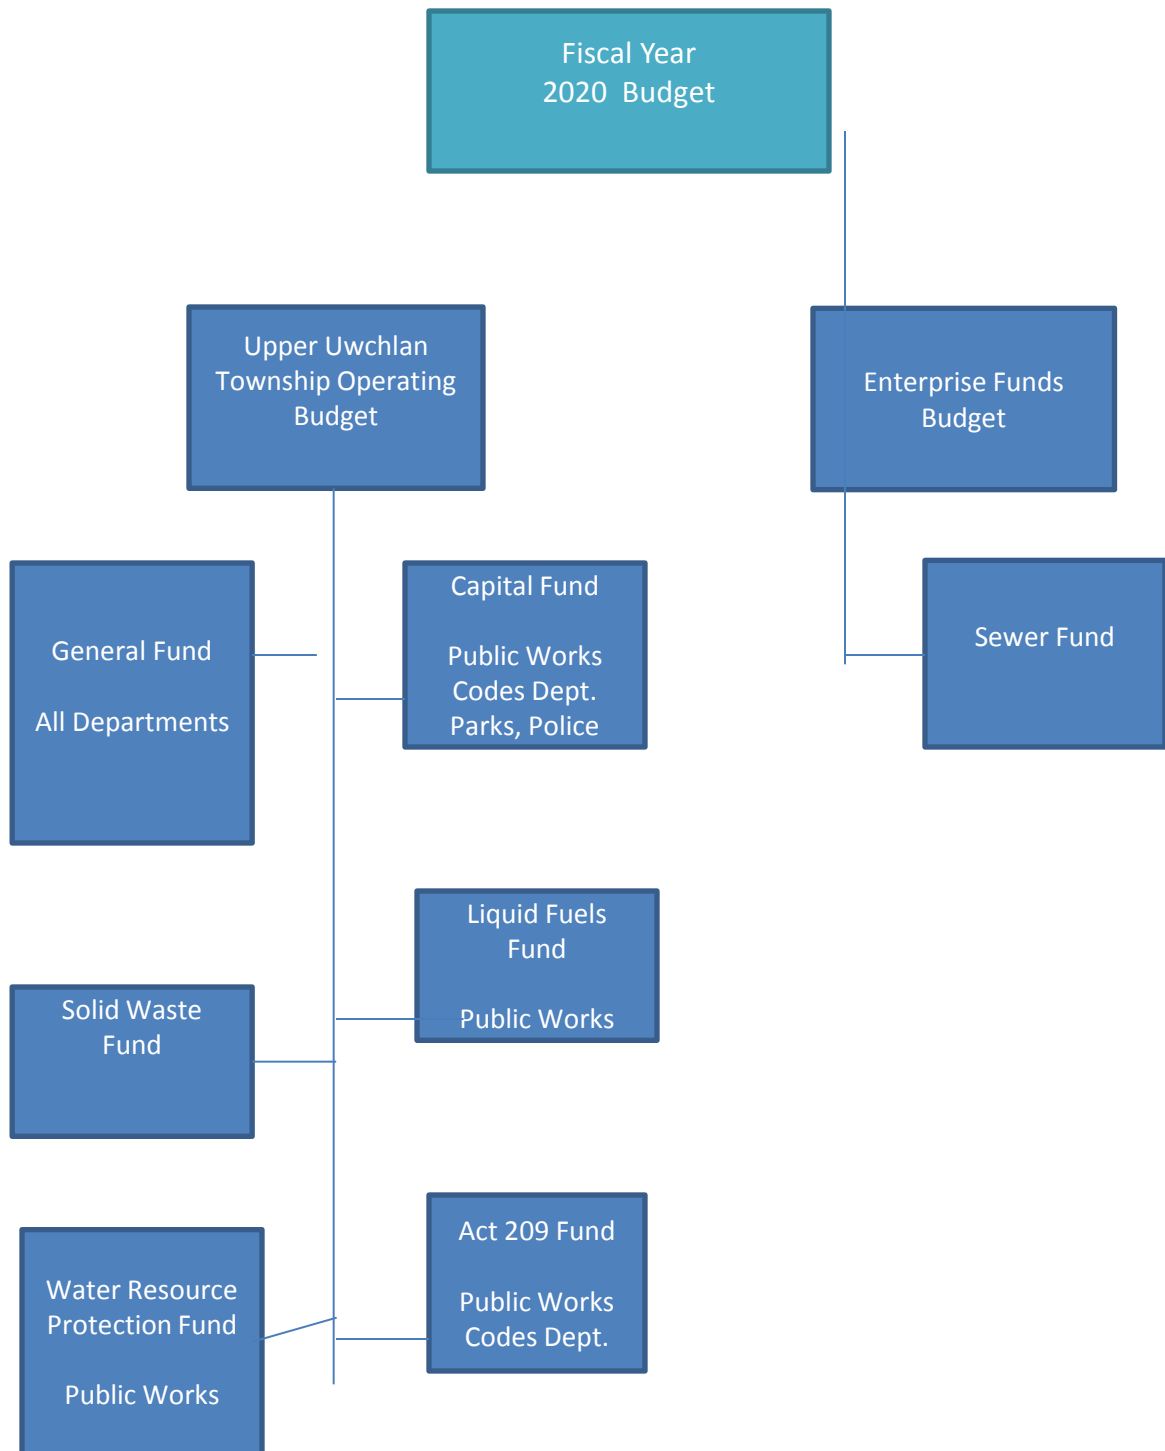 Fiscal Year
2020 Budget
Upper Uwchlan
Township Operating
Budget
Enterprise Funds
Budget
General Fund
All Departments
Capital Fund
Public Works
Codes Dept.
Parks, Police
Sewer Fund
Liquid Fuels
Fund
Public Works
Solid Waste
Fund
Act 209 Fund
Public Works
Codes Dept.
Water Resource
Protection Fund
Public Works